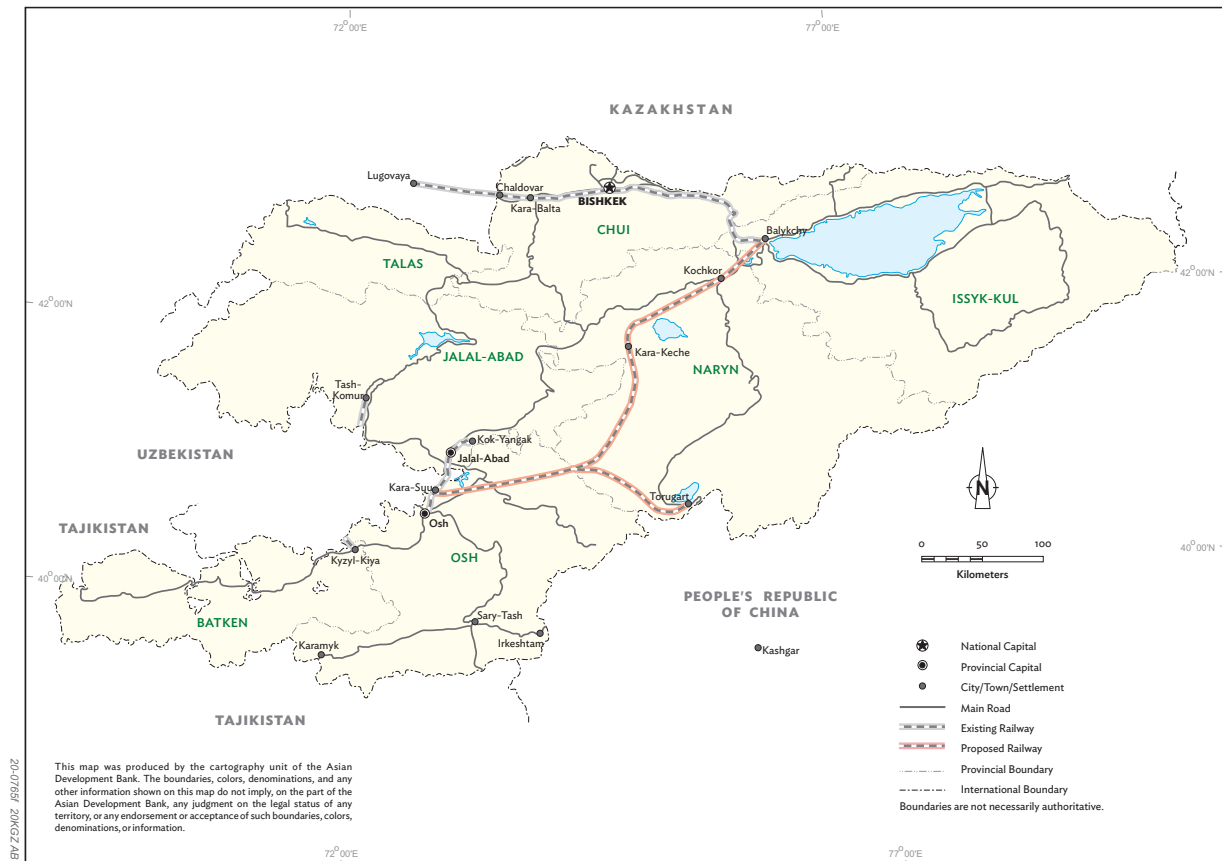 72°00'E
77°00'E
KAZAKHSTAN
Lugovaya
Chaldovar
Kara-Balta
BISHKEK
CHUI
Balykchy
TALAS
Kochkor
42°00'N
42°00'N
ISSYK-KUL
Kara-Keche
JALAL-ABAD
NARYN
Tash-
Komur
Kok-Yangak
UZBEKISTAN
Jalal-Abad
Kara-Suu
Torugart
N
TAJIKISTAN
Osh
0 50 100
Kilometers
40°00'N
Kyzyl-Kiya
OSH
40°00'N
PEOPLE'S REPUBLIC
OF CHINA
BATKEN
Sary-Tash
Irkeshtam
Karamyk
Kashgar
National Capital
Provincial Capital
City/Town/Settlement
Main Road
Existing Railway
Proposed Railway
Provincial Boundary
International Boundary
Boundaries are not necessarily authoritative.
TAJIKISTAN
This map was produced by the cartography unit of the Asian
Development Bank. The boundaries, colors, denominations, and any
other information shown on this map do not imply, on the part of the
Asian Development Bank, any judgment on the legal status of any
territory, or any endorsement or acceptance of such boundaries, colors,
denominations, or information.
20-0765f 20KGZ AB
72°00'E
77°00'E